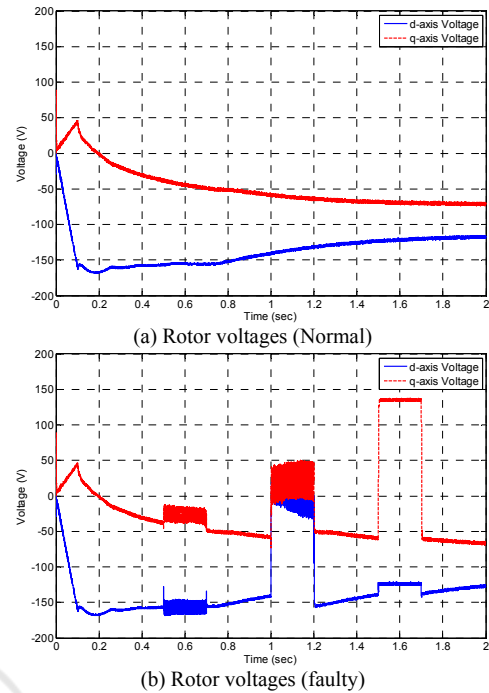 200
150
100
50
0
-50
-100
-150
-200
Voltage (V)
d-axis Voltage
q-axis Voltage
0 0.2 0.4 0.6 0.8 1 1.2 1.4 1.6 1.8 2
Time (sec)
(a) Rotor voltages (Normal)
200
150
100
50
0
-50
-100
-150
-200
Voltage (V)
d-axis Voltage
q-axis Voltage
0 0.2 0.4 0.6 0.8 1 1.2 1.4 1.6 1.8 2
Time (sec)
(b) Rotor voltages (faulty)